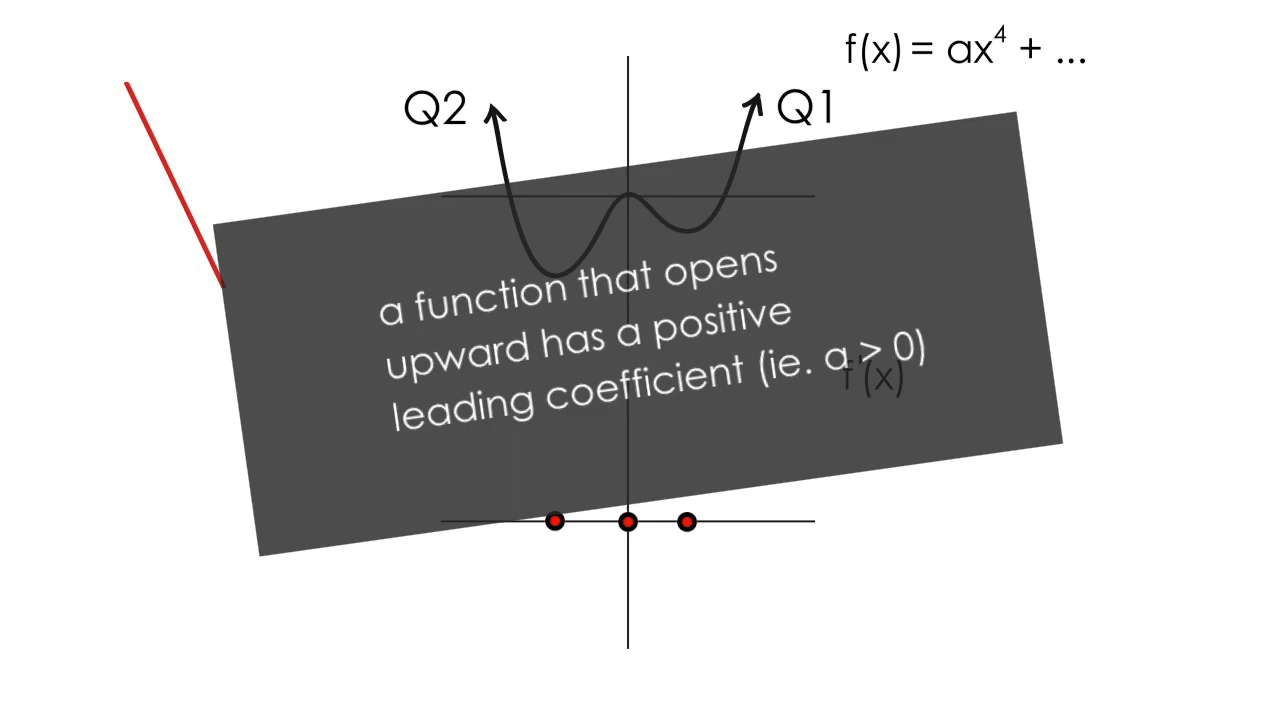 f(x) = ax⁴ + ...
Q2
Q1
a function that opens
upward has a positive
leading coefficient (ie. a > 0)
f'(x)